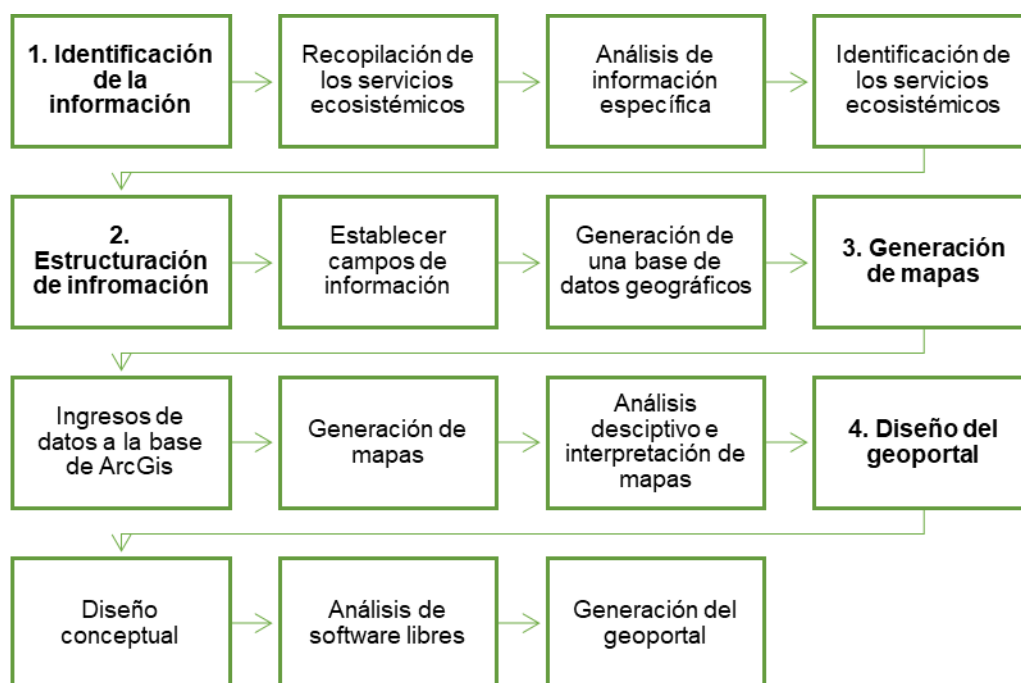 1. Identificación
de la
información
Recopilación de
los servicios
ecosistémicos
Análisis de
información
específica
Identificación de
los servicios
ecosistémicos
2.
Estructuración
de infromación
Establecer
campos de
información
Generación de
una base de
datos geográficos
3. Generación
de mapas
Ingresos de
datos a la base
de ArcGis
Generación de
mapas
Análisis
desciptivo e
interpretación de
mapas
4. Diseño del
geoportal
Diseño
conceptual
Análisis de
software libres
Generación del
geoportal